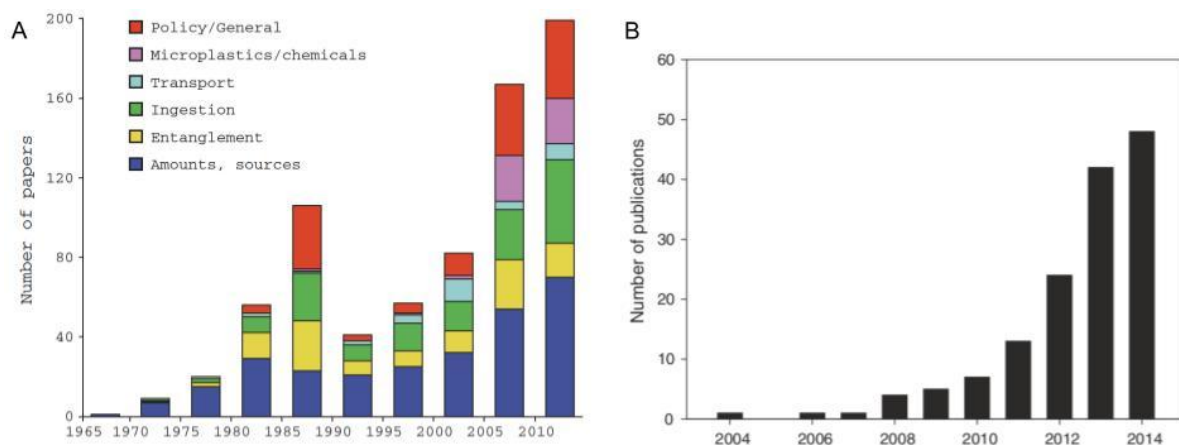 A
Number of papers
200
160
120
80
40
0
Policy/General
Microplastics/chemicals
Transport
Ingestion
Entanglement
Amounts, sources
1965 1970 1975 1980 1985 1990 1995 2000 2005 2010
B
Number of publications
60
50
40
30
20
10
0
2004 2006 2008 2010 2012 2014